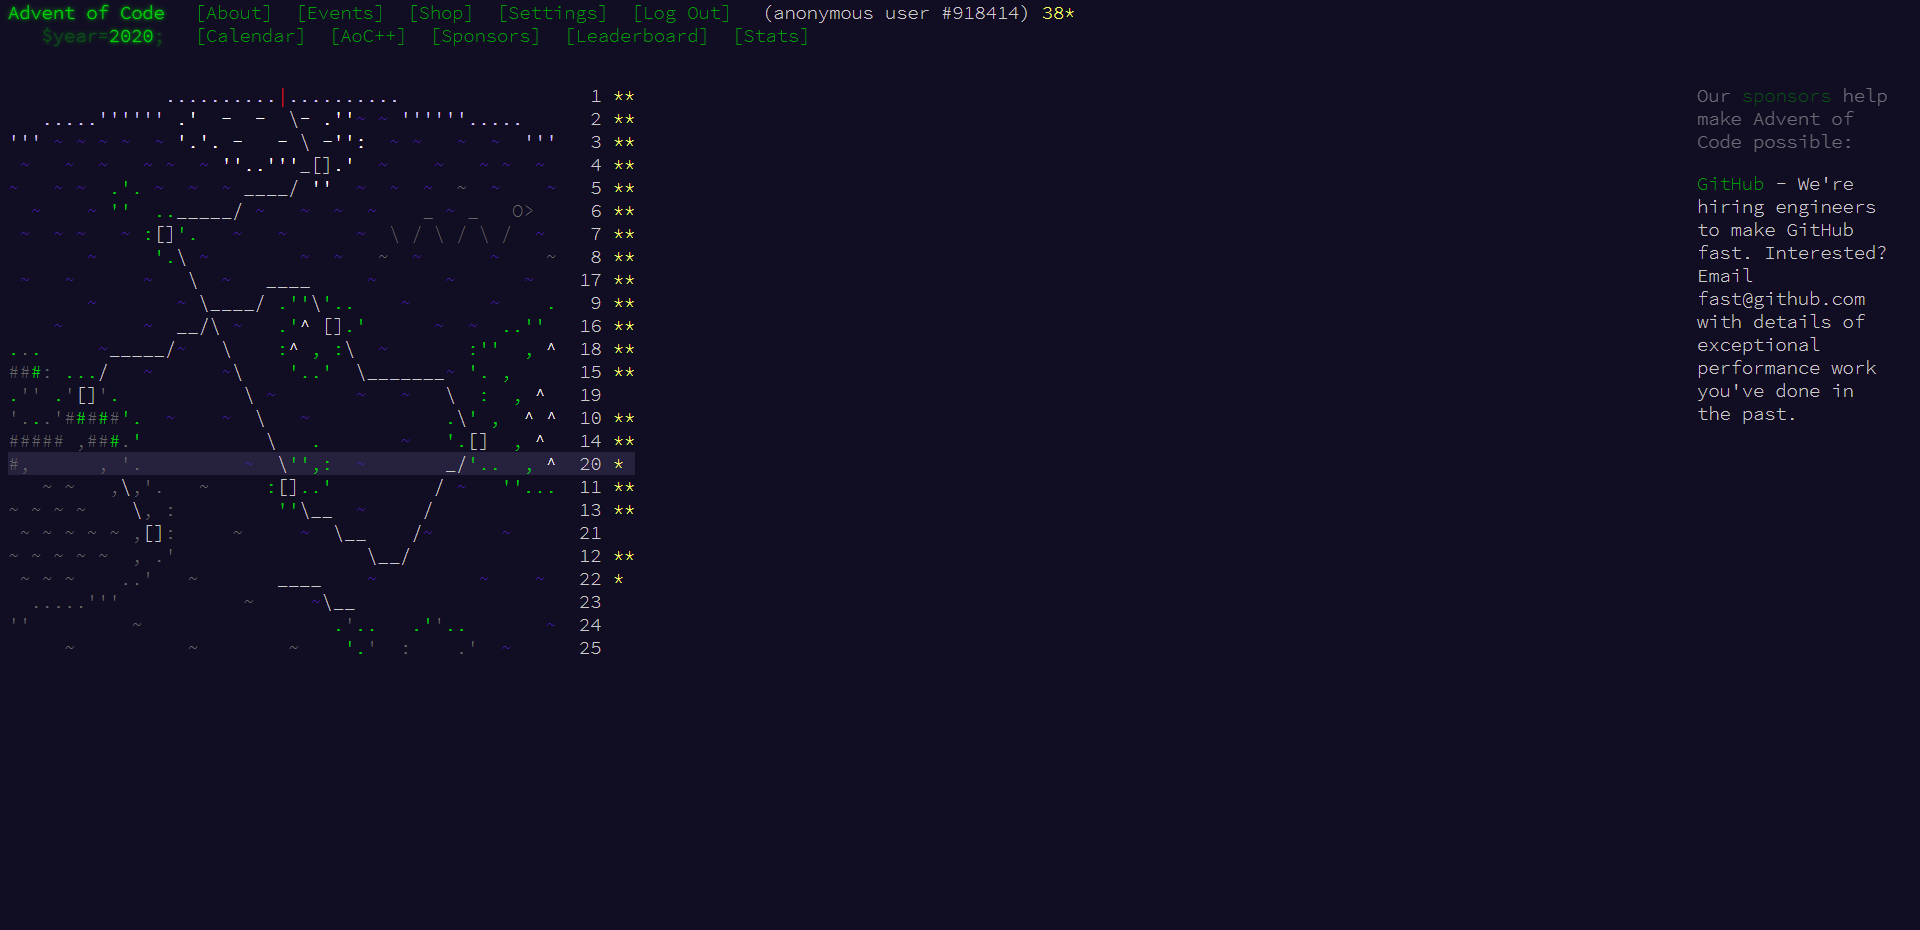 Advent of Code [About] [Events] [Shop] [Settings] [Log Out] (anonymous user #918414) 38*
$year=2020; [Calendar] [AoC++] [Sponsors] [Leaderboard] [Stats]
1 **
2 **
3 **
4 **
5 **
6 **
7 **
8 **
17 **
9 **
16 **
18 **
15 **
19
10 **
14 **
20 *
11 **
13 **
21
12 **
22 *
23
24
25
Our sponsors help
make Advent of
Code possible:
GitHub - We're
hiring engineers
to make GitHub
fast. Interested?
Email
fast@github.com
with details of
exceptional
performance work
you've done in
the past.